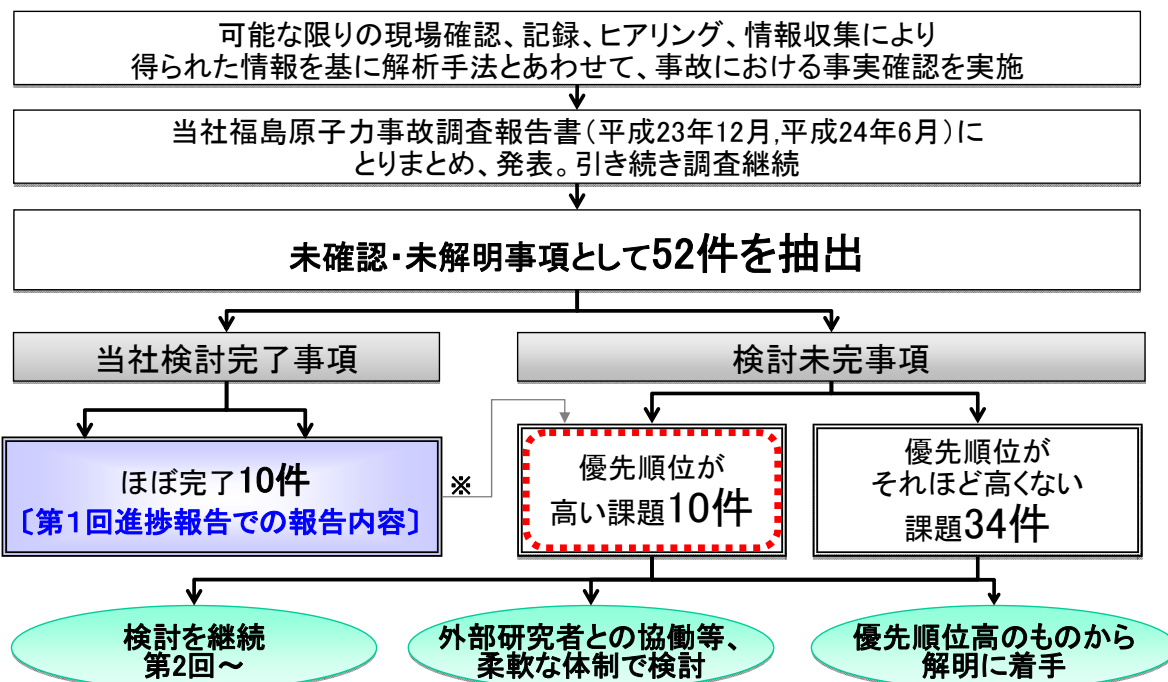 可能な限りの現場確認、記録、ヒアリング、情報収集により
得られた情報を基に解析手法とあわせて、事故における事実確認を実施
当社福島原子力事故調査報告書(平成23年12月,平成24年6月)に
とりまとめ、発表。引き続き調査継続
未確認・未解明事項として52件を抽出
当社検討完了事項
検討未完事項
ほぼ完了10件
〔第1回進捗報告での報告内容〕
※
優先順位が
高い課題10件
優先順位が
それほど高くない
課題34件
検討を継続
第2回～
外部研究者との協働等、
柔軟な体制で検討
優先順位高のものから
解明に着手